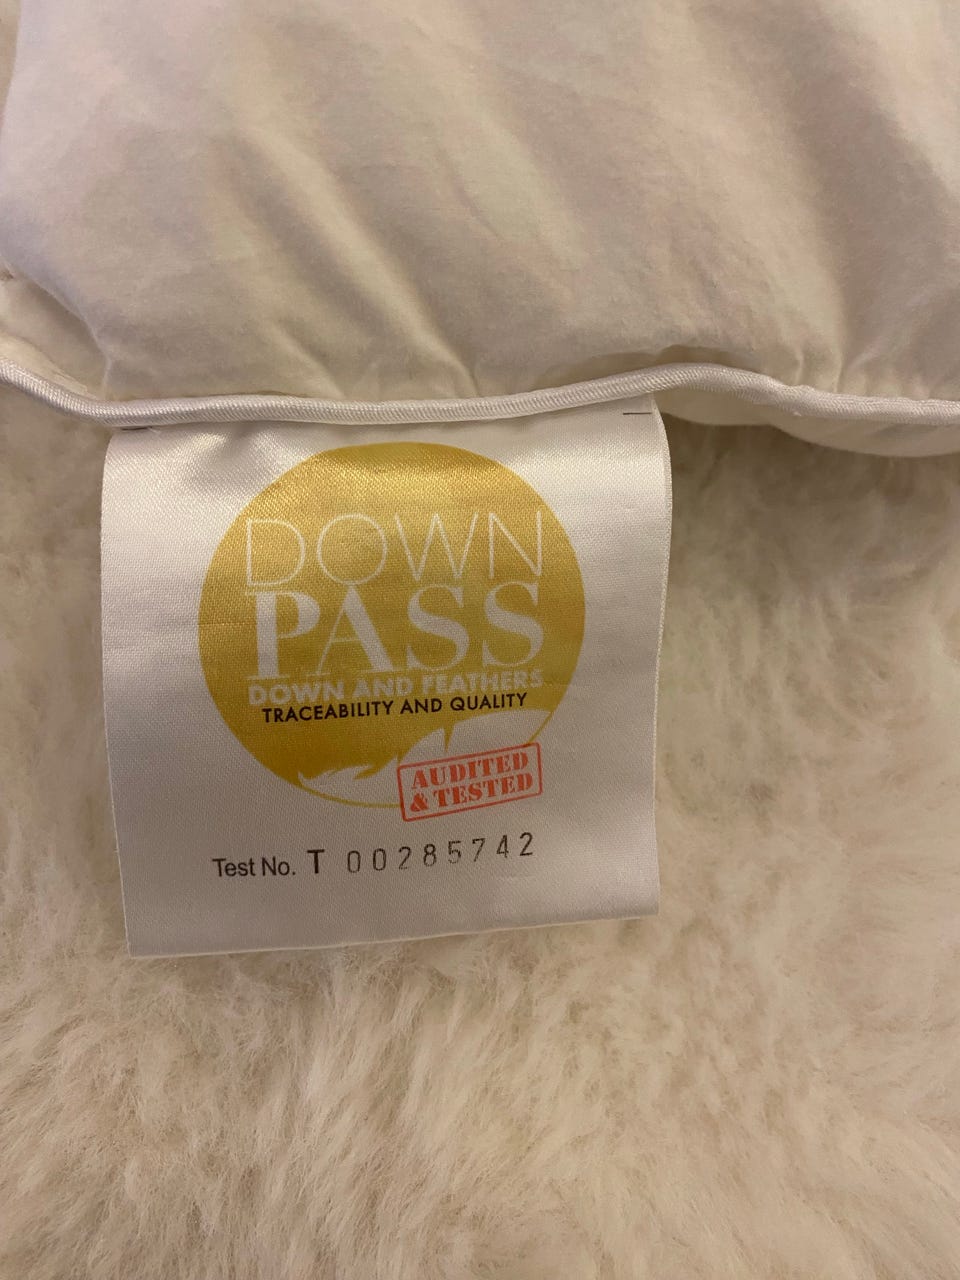 DOWN
PASS
DOWN AND FEATHERS
TRACEABILITY AND QUALITY
AUDITED
& TESTED
Test No. T 00285742